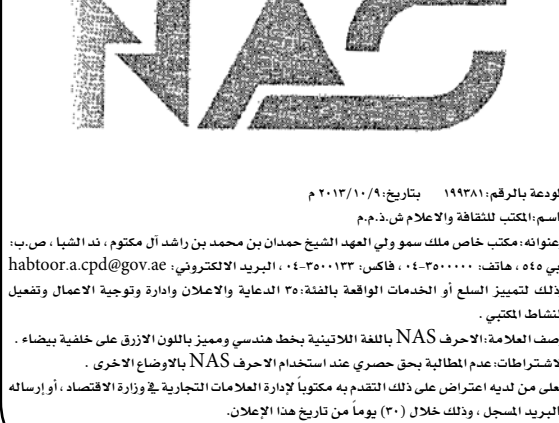 NAS
لودعة بالرقم: ١٩٩٣٨١ بتاريخ: ٢٠١٣/١٠/٩ م
اسم: المكتب للثقافة والاعلام ش.ذ.م.م
عنوانه: مكتب خاص ملك سمو ولي العهد الشيخ حمدان بن محمد بن راشد آل مكتوم ، ند الشبا ، ص.ب:
بي ٥٤٥ ، هاتف: ٣٥٠٠٠٠٠-٠٤ ، فاكس: ٣٥٠٠١٣٣-٠٤ ، البريد الالكتروني: habtoor.a.cpd@gov.ae
ذلك لتمييز السلع أو الخدمات الواقعة بالفئة: ٣٥ الدعاية والاعلان وادارة وتوجية الاعمال وتفعيل
لنشاط المكتبي .
صف العلامة: الاحرف NAS باللغة اللاتينية بخط هندسي ومميز باللون الازرق على خلفية بيضاء .
لاشتراطات: عدم المطالبة بحق حصري عند استخدام الاحرف NAS بالاوضاع الاخرى .
على من لديه اعتراض على ذلك التقدم به مكتوباً لإدارة العلامات التجارية في وزارة الاقتصاد ، أو إرساله
البريد المسجل ، وذلك خلال (٣٠) يوماً من تاريخ هذا الإعلان.